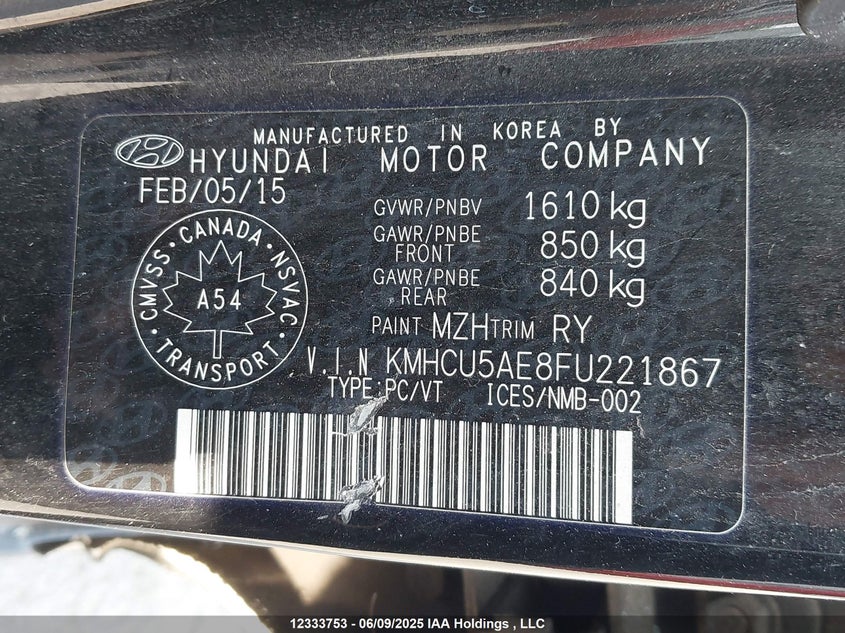 MANUFACTURED IN KOREA BY
HYUNDAI MOTOR COMPANY
FEB/05/15
GVWR/PNBV 1610 kg
GAWR/PNBE FRONT 850 kg
GAWR/PNBE REAR 840 kg
CMVSS · CANADA · NSVAC · TRANSPORT ·
A54
PAINT MZH TRIM RY
V.I.N KMHCU5AE8FU221867
TYPE:PC/VT ICES/NMB-002
12333753 - 06/09/2025 IAA Holdings , LLC